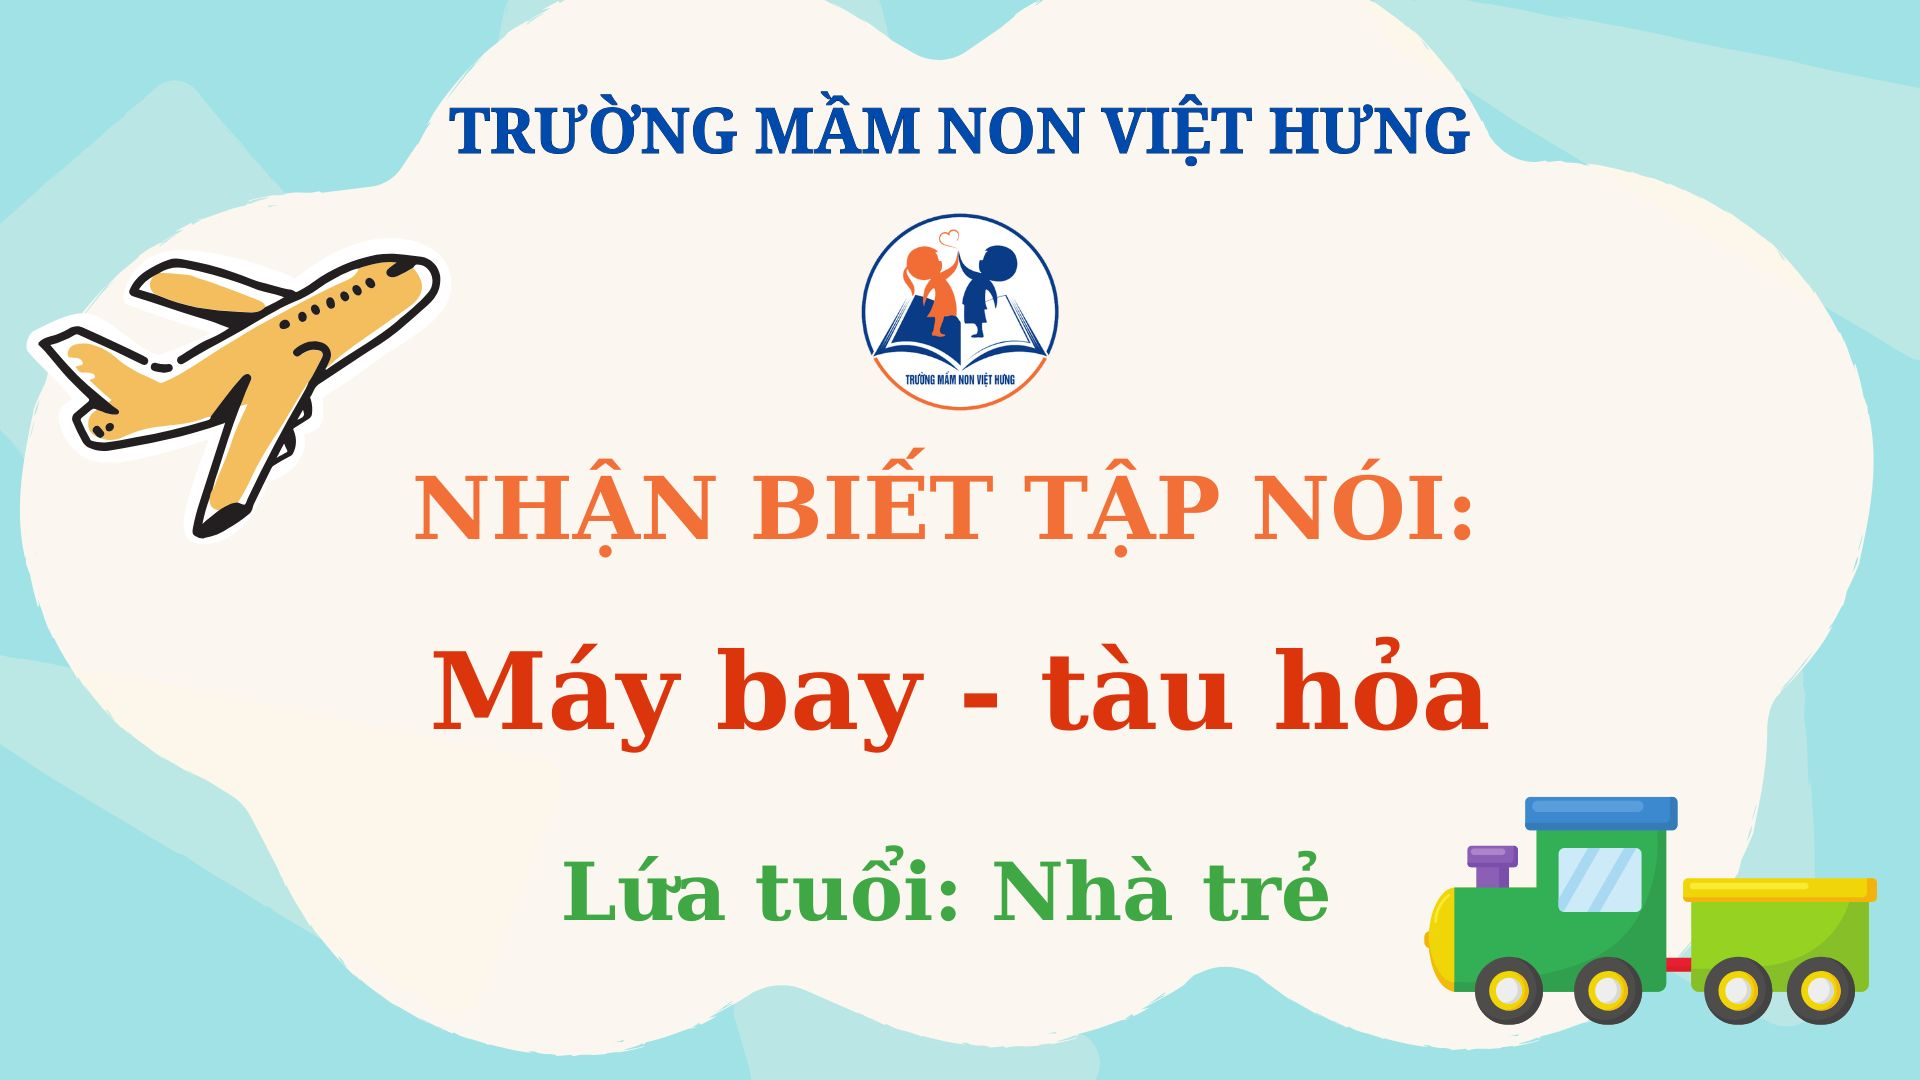 TRƯỜNG MẦM NON VIỆT HƯNG
TRƯỜNG MẦM NON VIỆT HƯNG
NHẬN BIẾT TẬP NÓI:
Máy bay - tàu hỏa
Lứa tuổi: Nhà trẻ